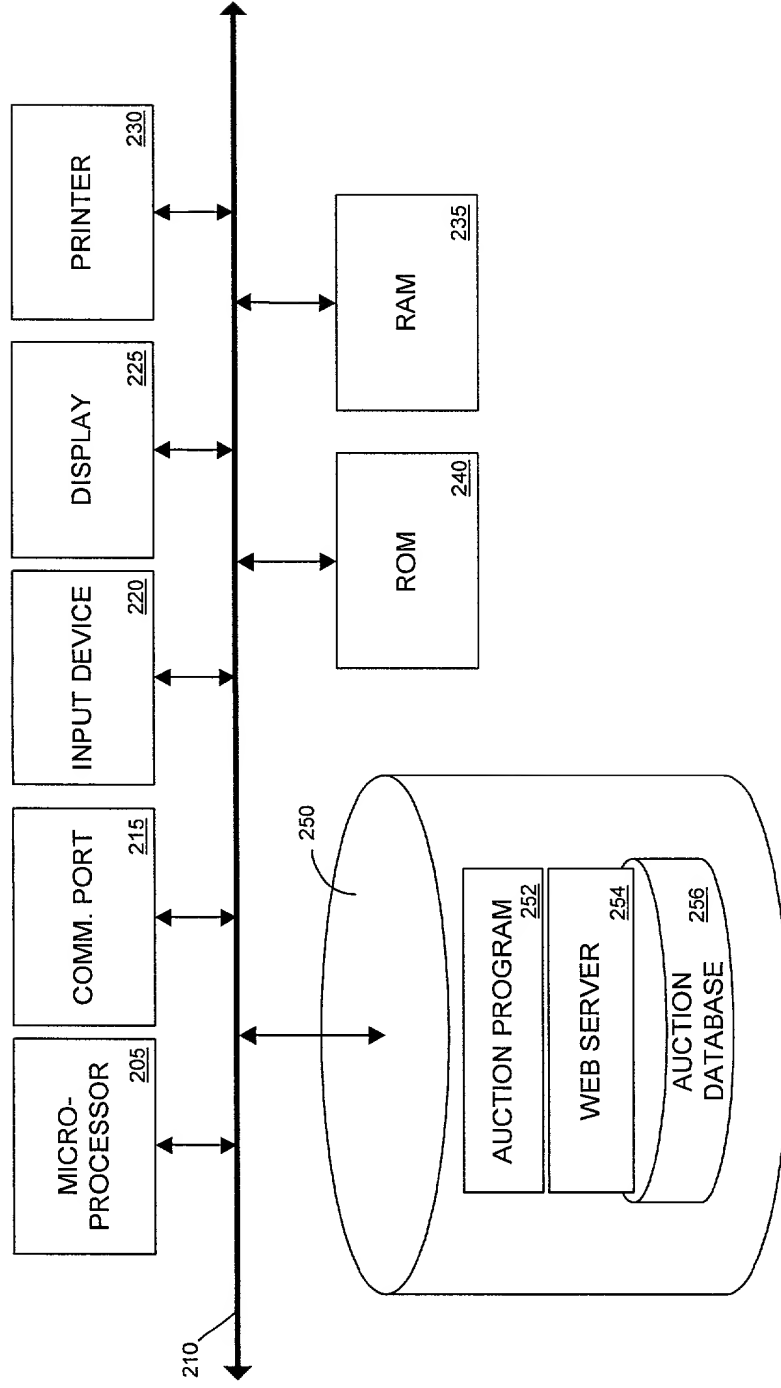 MICRO-
PROCESSOR
205
COMM. PORT
215
INPUT DEVICE
220
DISPLAY
225
PRINTER
230
210
250
AUCTION PROGRAM
252
WEB SERVER
254
AUCTION
DATABASE
256
ROM
240
RAM
235